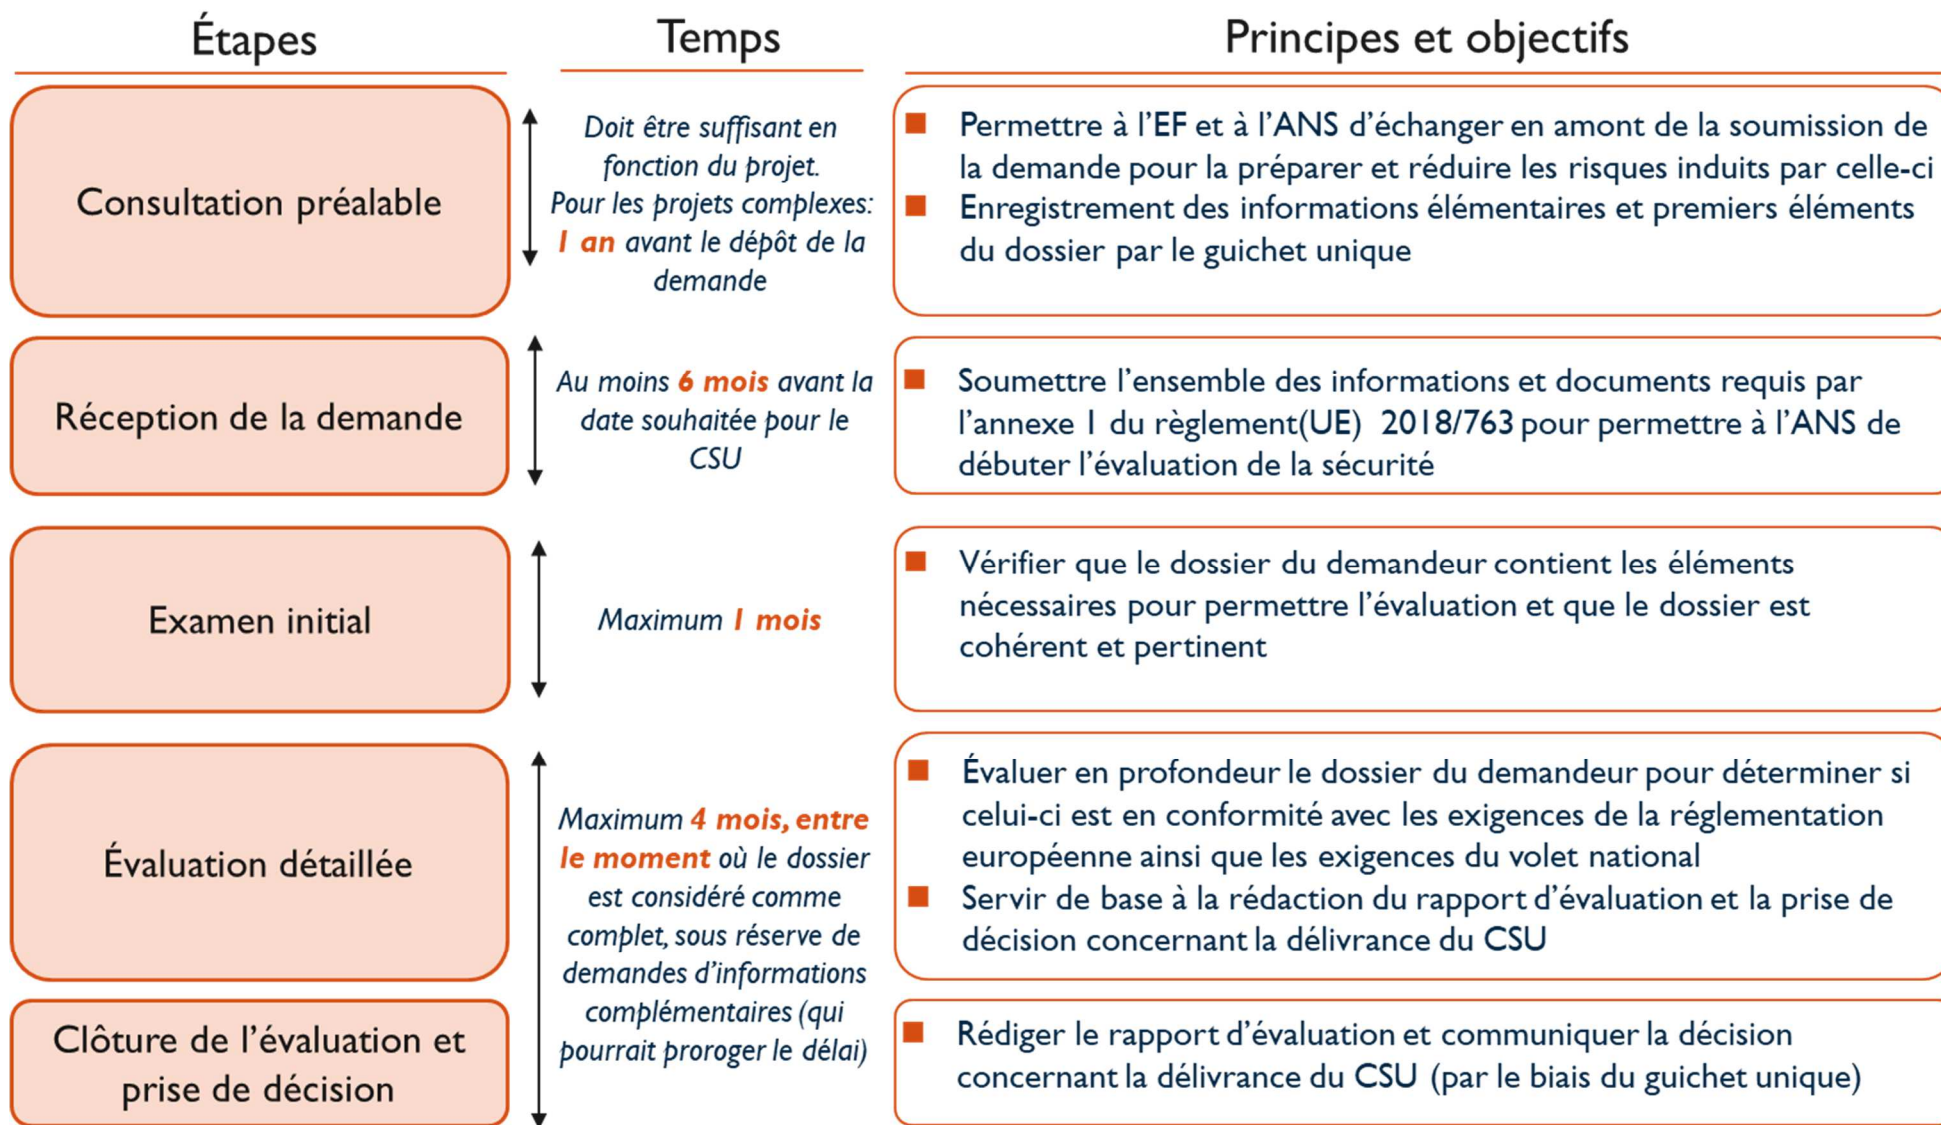 Étapes
Temps
Principes et objectifs
Consultation préalable
Doit être suffisant en
fonction du projet.
Pour les projets complexes:
1 an avant le dépôt de la
demande
Permettre à l’EF et à l’ANS d’échanger en amont de la soumission de
la demande pour la préparer et réduire les risques induits par celle-ci
Enregistrement des informations élémentaires et premiers éléments
du dossier par le guichet unique
Réception de la demande
Au moins 6 mois avant la
date souhaitée pour le
CSU
Soumettre l’ensemble des informations et documents requis par
l’annexe 1 du règlement(UE) 2018/763 pour permettre à l’ANS de
débuter l’évaluation de la sécurité
Examen initial
Maximum 1 mois
Vérifier que le dossier du demandeur contient les éléments
nécessaires pour permettre l’évaluation et que le dossier est
cohérent et pertinent
Évaluation détaillée
Maximum 4 mois, entre
le moment où le dossier
est considéré comme
complet, sous réserve de
demandes d’informations
complémentaires (qui
pourrait proroger le délai)
Évaluer en profondeur le dossier du demandeur pour déterminer si
celui-ci est en conformité avec les exigences de la réglementation
européenne ainsi que les exigences du volet national
Servir de base à la rédaction du rapport d’évaluation et la prise de
décision concernant la délivrance du CSU
Clôture de l’évaluation et
prise de décision
Rédiger le rapport d’évaluation et communiquer la décision
concernant la délivrance du CSU (par le biais du guichet unique)